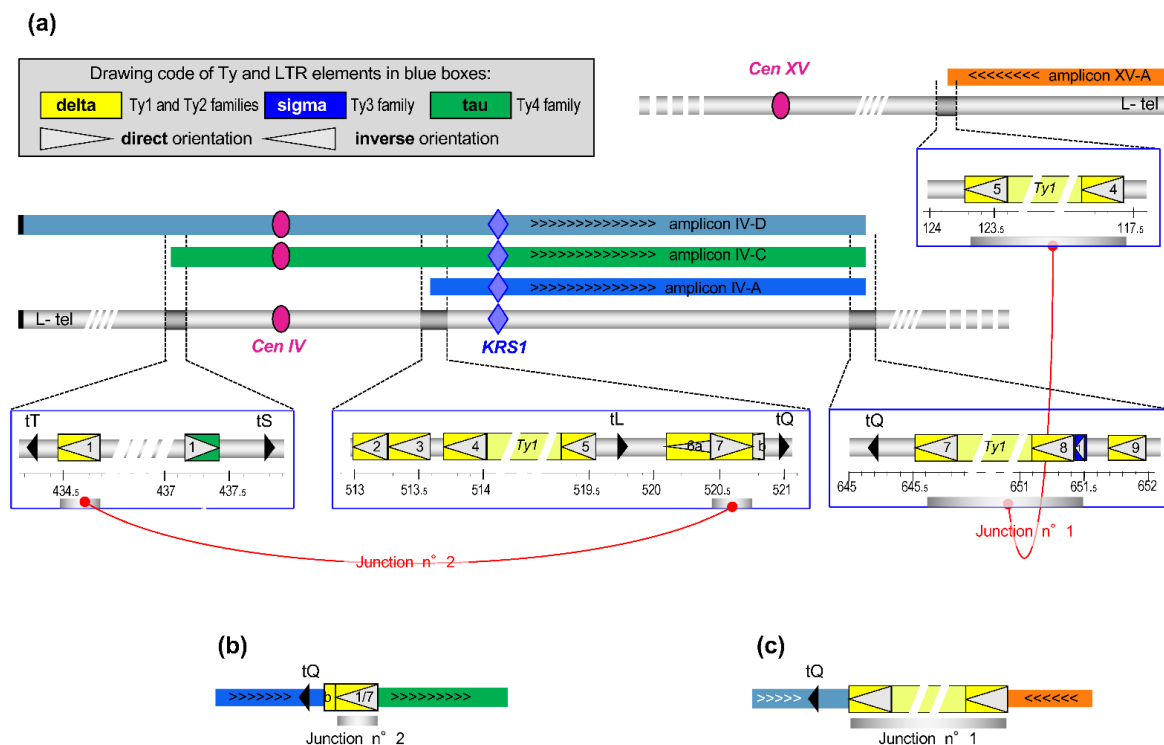 (a)
Drawing code of Ty and LTR elements in blue boxes:
delta Ty1 and Ty2 families sigma Ty3 family tau Ty4 family
direct orientation inverse orientation
Cen XV
<<<<<<<< amplicon XV-A
L- tel
5 Ty1 4
124 123.5 117.5
>>>>>>>>>>>>>> amplicon IV-D
>>>>>>>>>>>>>> amplicon IV-C
>>>>>>>>>>>>>> amplicon IV-A
L- tel
Cen IV
KRS1
tT tS
1 1
434.5 437 437.5
tL tQ
2 3 4 Ty1 5 6a 7 b
513 513.5 514 519.5 520 520.5 521
tQ
7 Ty1 8 1 9
645 645.5 651 651.5 652
Junction n° 1
Junction n° 2
(b)
tQ
>>>>>>> b 1/7 >>>>>>>>>
Junction n° 2
(c)
tQ
>>>>> <<<<<<
Junction n° 1